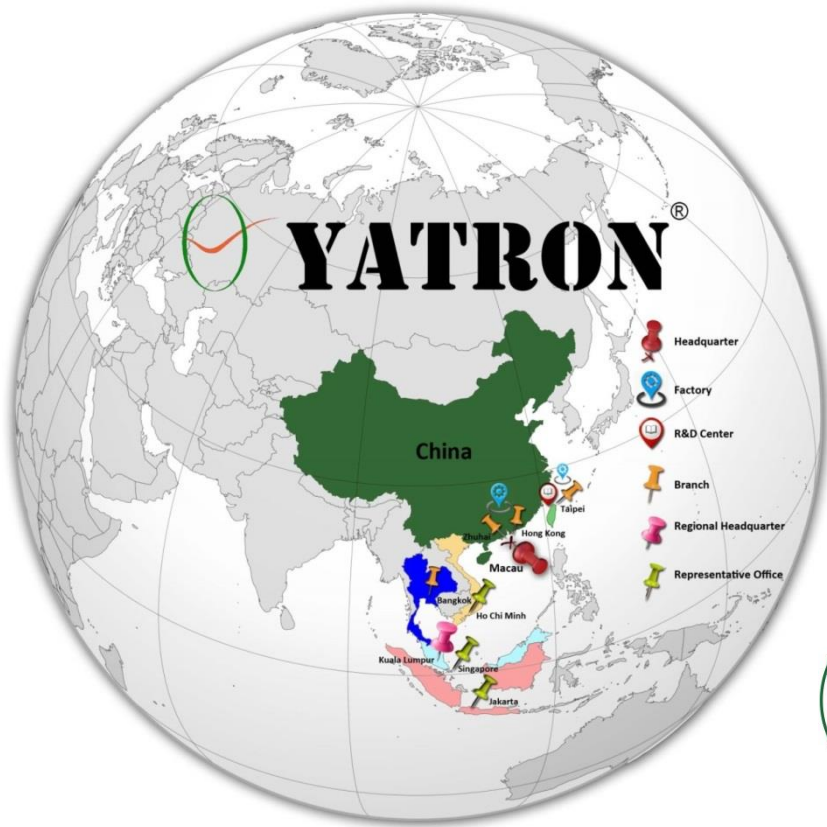 YATRON®
Headquarter
Factory
R&D Center
Branch
Regional Headquarter
Representative Office
China
Taipei
Zhuhai
Hong Kong
Macau
Bangkok
Ho Chi Minh
Kuala Lumpur
Singapore
Jakarta